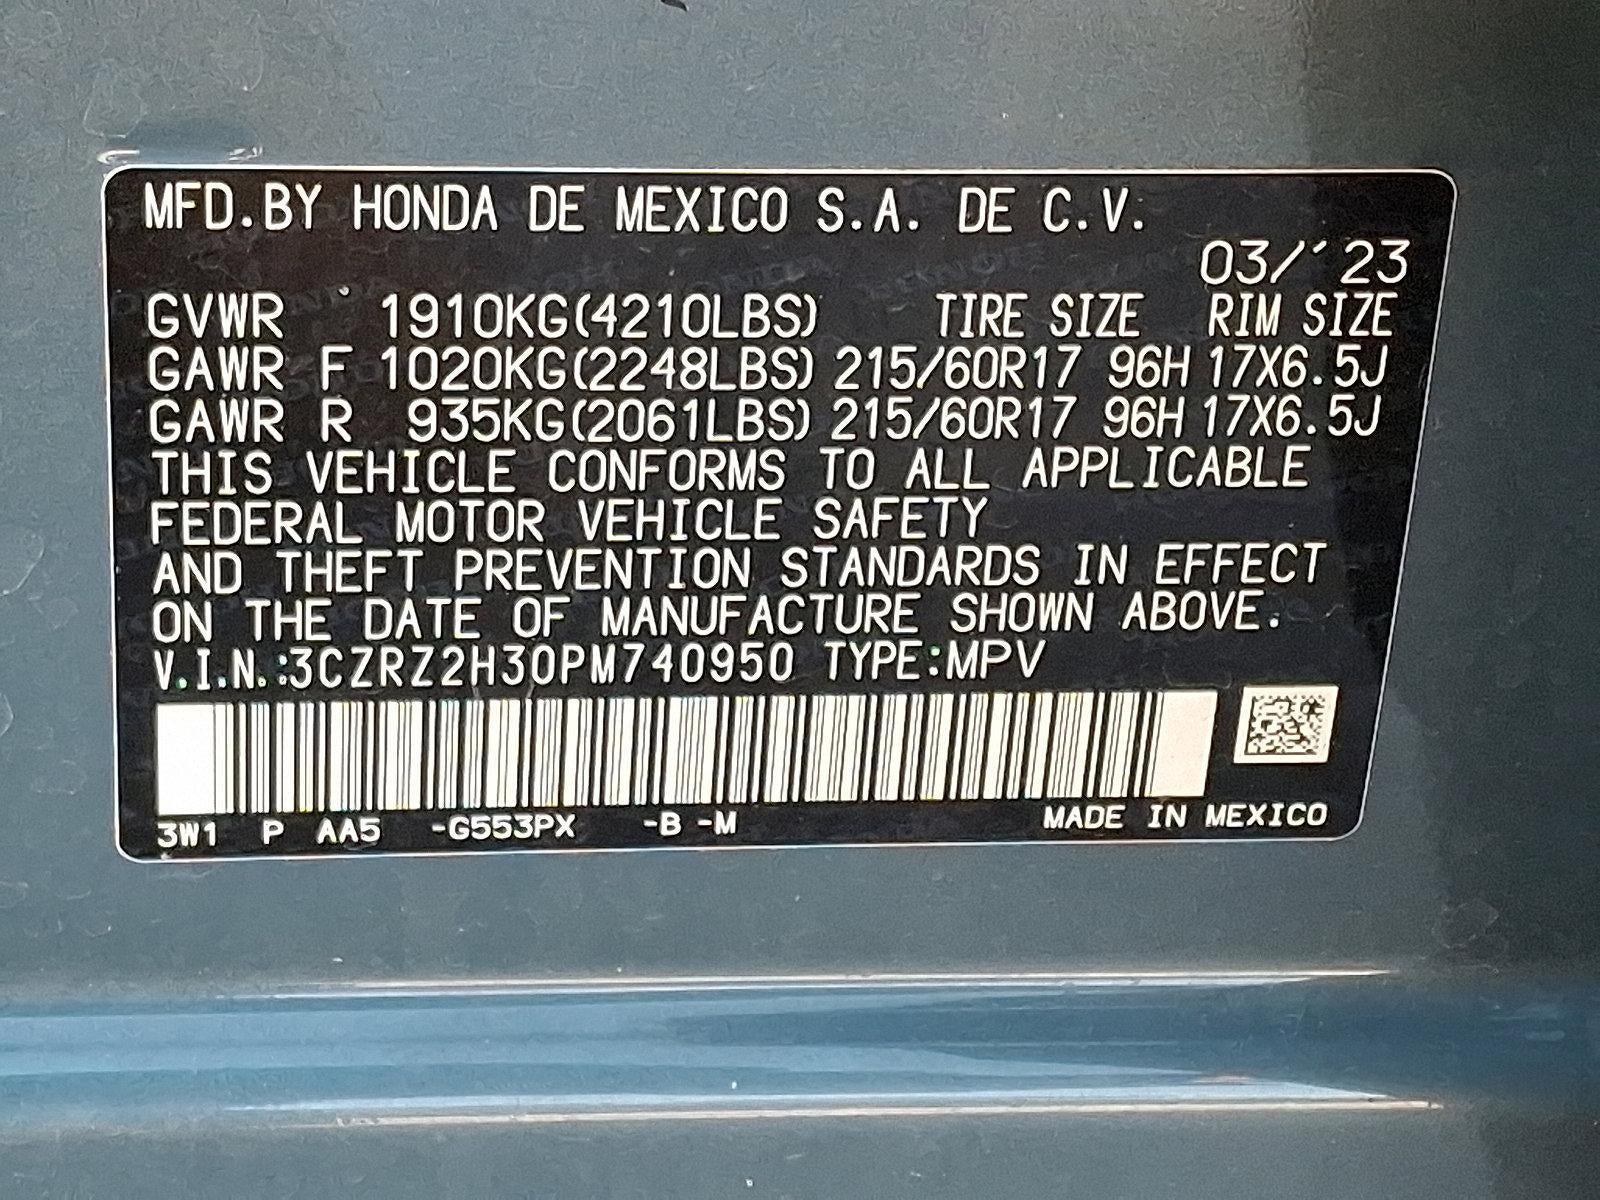 MFD.BY HONDA DE MEXICO S.A. DE C.V.
03/´23
GVWR 1910KG(4210LBS) TIRE SIZE RIM SIZE
GAWR F 1020KG(2248LBS) 215/60R17 96H 17X6.5J
GAWR R 935KG(2061LBS) 215/60R17 96H 17X6.5J
THIS VEHICLE CONFORMS TO ALL APPLICABLE
FEDERAL MOTOR VEHICLE SAFETY
AND THEFT PREVENTION STANDARDS IN EFFECT
ON THE DATE OF MANUFACTURE SHOWN ABOVE.
V.I.N.:3CZRZ2H30PM740950 TYPE:MPV
3W1 P AA5 -G553PX -B -M MADE IN MEXICO